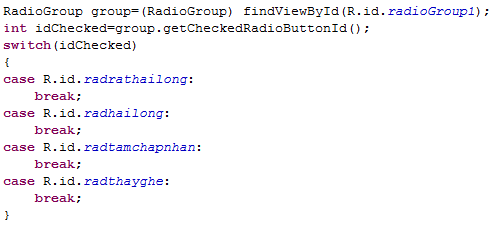 RadioGroup group=(RadioGroup) findViewById(R.id.radioGroup1);
int idChecked=group.getCheckedRadioButtonId();
switch(idChecked)
{
case R.id.radrathailong:
    break;
case R.id.radhailong:
    break;
case R.id.radtamchapnhan:
    break;
case R.id.radthayghe:
    break;
}